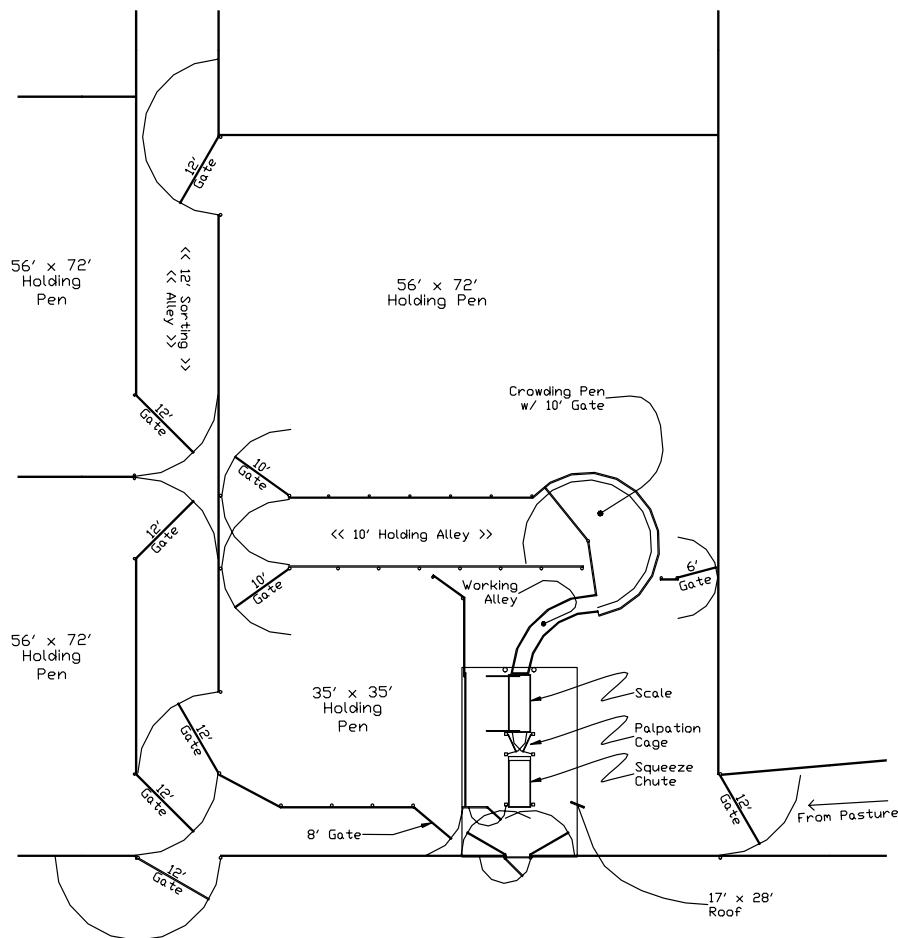 12'
Gate
56' x 72'
Holding
Pen
<< 12' Sorting >>
<< Alley >>
56' x 72'
Holding Pen
Crowding Pen
w/ 10' Gate
12'
Gate
10'
Gate
12'
Gate
<< 10' Holding Alley >>
10'
Gate
Working
Alley
6'
Gate
56' x 72'
Holding
Pen
35' x 35'
Holding
Pen
Scale
12'
Gate
Palpation
Cage
Squeeze
Chute
12'
Gate
12'
Gate
From Pasture
8' Gate
12'
Gate
17' x 28'
Roof